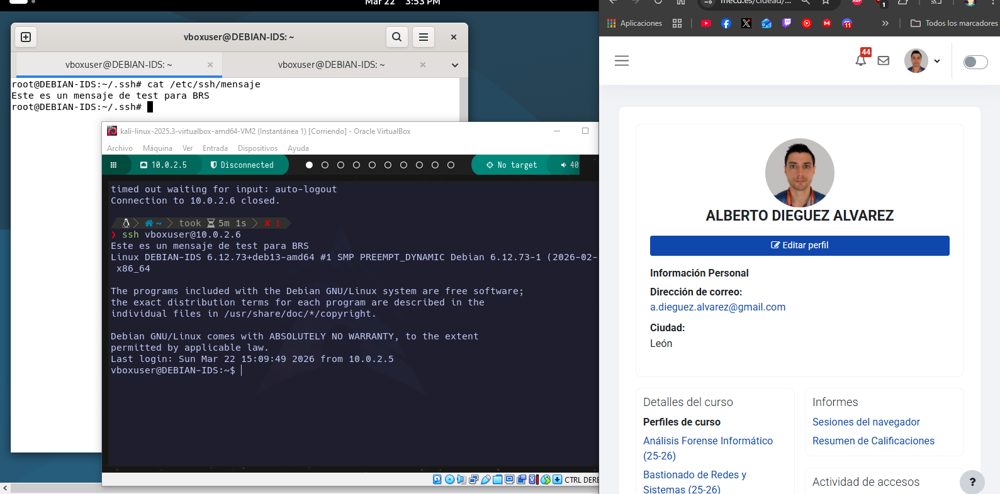 Mar 22 3:53 PM
vboxuser@DEBIAN-IDS: ~
vboxuser@DEBIAN-IDS: ~ ×
vboxuser@DEBIAN-IDS: ~ ×
root@DEBIAN-IDS:~/.ssh# cat /etc/ssh/mensaje
Este es un mensaje de test para BRS
root@DEBIAN-IDS:~/.ssh#
kali-linux-2025.3-virtualbox-amd64-VM2 (Instantánea 1) [Corriendo] - Oracle VirtualBox
Archivo Máquina Ver Entrada Dispositivos Ayuda
10.0.2.5 Disconnected No target 40
timed out waiting for input: auto-logout
Connection to 10.0.2.6 closed.
~ took 5m 1s ✘ 1
❯ ssh vboxuser@10.0.2.6
Este es un mensaje de test para BRS
Linux DEBIAN-IDS 6.12.73+deb13-amd64 #1 SMP PREEMPT_DYNAMIC Debian 6.12.73-1 (2026-02-
x86_64
The programs included with the Debian GNU/Linux system are free software;
the exact distribution terms for each program are described in the
individual files in /usr/share/doc/*/copyright.
Debian GNU/Linux comes with ABSOLUTELY NO WARRANTY, to the extent
permitted by applicable law.
Last login: Sun Mar 22 15:09:49 2026 from 10.0.2.5
vboxuser@DEBIAN-IDS:~$
CTRL DERE
mecd.es/cidead/...
1
Aplicaciones
11
» Todos los marcadores
44
ALBERTO DIEGUEZ ALVAREZ
Editar perfil
Información Personal
Dirección de correo:
a.dieguez.alvarez@gmail.com
Ciudad:
León
Detalles del curso
Perfiles de curso
Análisis Forense Informático
(25-26)
Bastionado de Redes y
Sistemas (25-26)
Informes
Sesiones del navegador
Resumen de Calificaciones
Actividad de accesos
?